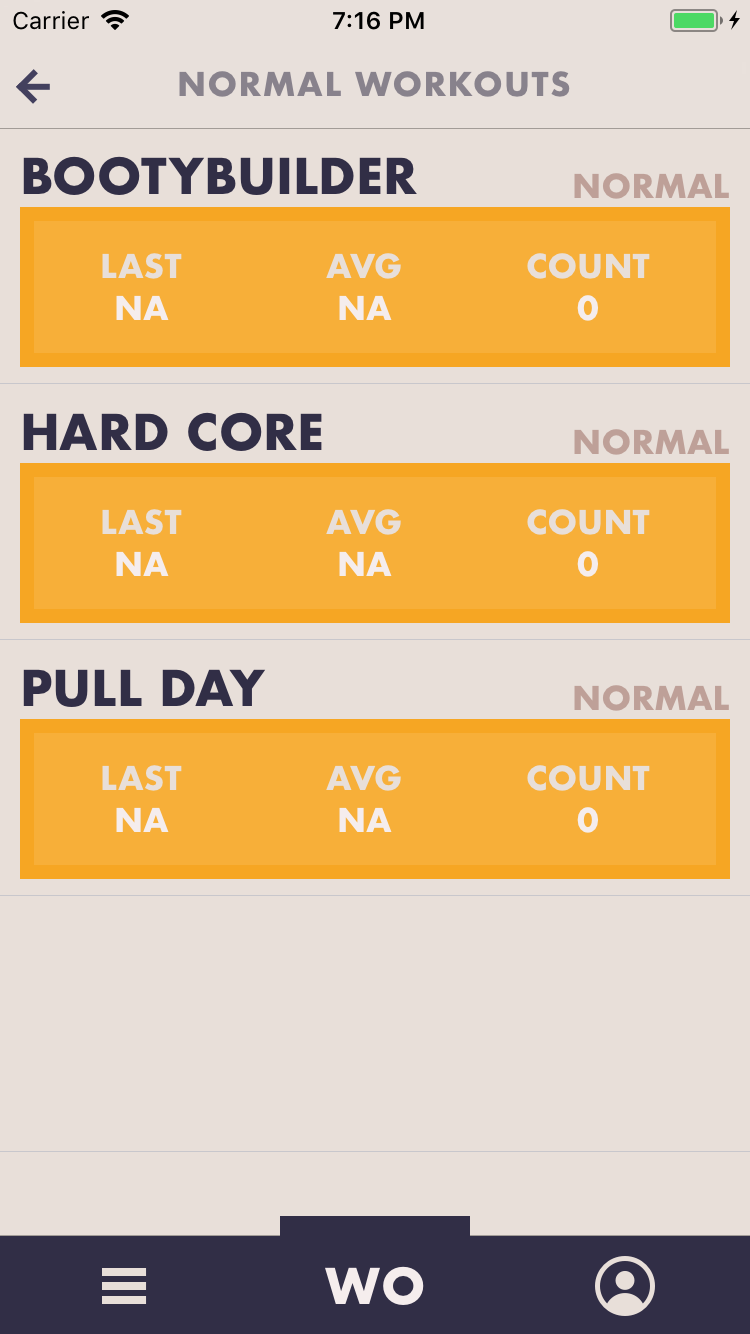 Carrier 7:16 PM
NORMAL WORKOUTS
BOOTYBUILDER NORMAL
LAST AVG COUNT
NA NA 0
HARD CORE NORMAL
LAST AVG COUNT
NA NA 0
PULL DAY NORMAL
LAST AVG COUNT
NA NA 0
WO